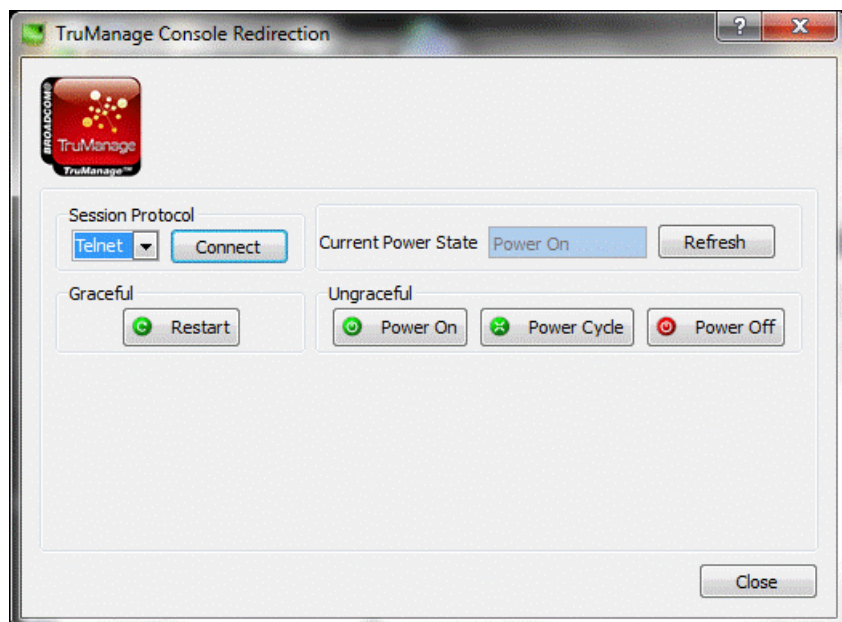 TruManage Console Redirection
?
X
BROADCOM®
TruManage
TruManage™
Session Protocol
Telnet
Connect
Current Power State
Power On
Refresh
Graceful
Restart
Ungraceful
Power On
Power Cycle
Power Off
Close